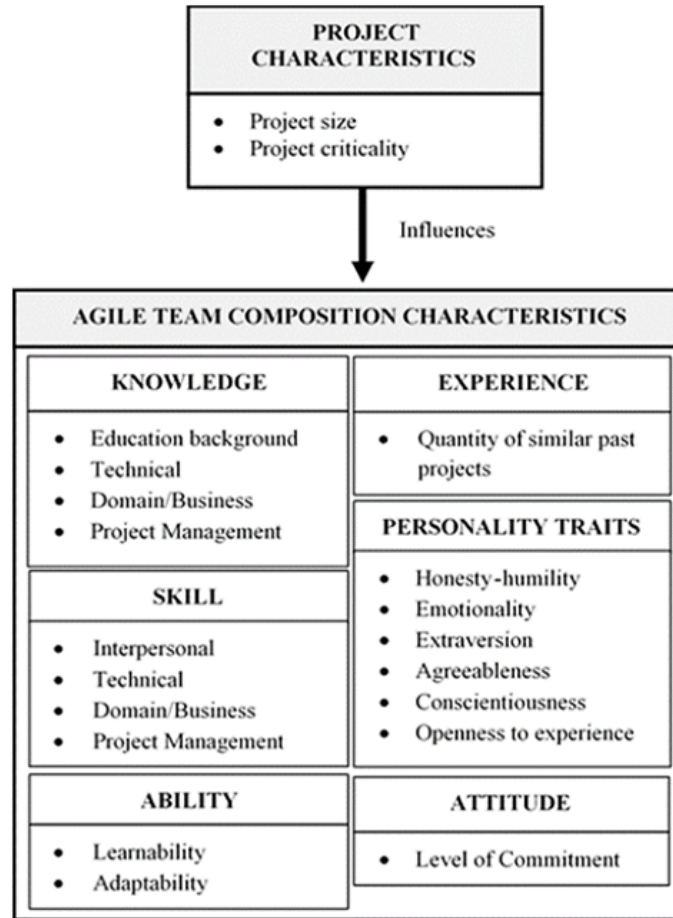 PROJECT
CHARACTERISTICS
• Project size
• Project criticality
Influences
AGILE TEAM COMPOSITION CHARACTERISTICS
KNOWLEDGE
• Education background
• Technical
• Domain/Business
• Project Management
SKILL
• Interpersonal
• Technical
• Domain/Business
• Project Management
ABILITY
• Learnability
• Adaptability
EXPERIENCE
• Quantity of similar past
projects
PERSONALITY TRAITS
• Honesty-humility
• Emotionality
• Extraversion
• Agreeableness
• Conscientiousness
• Openness to experience
ATTITUDE
• Level of Commitment